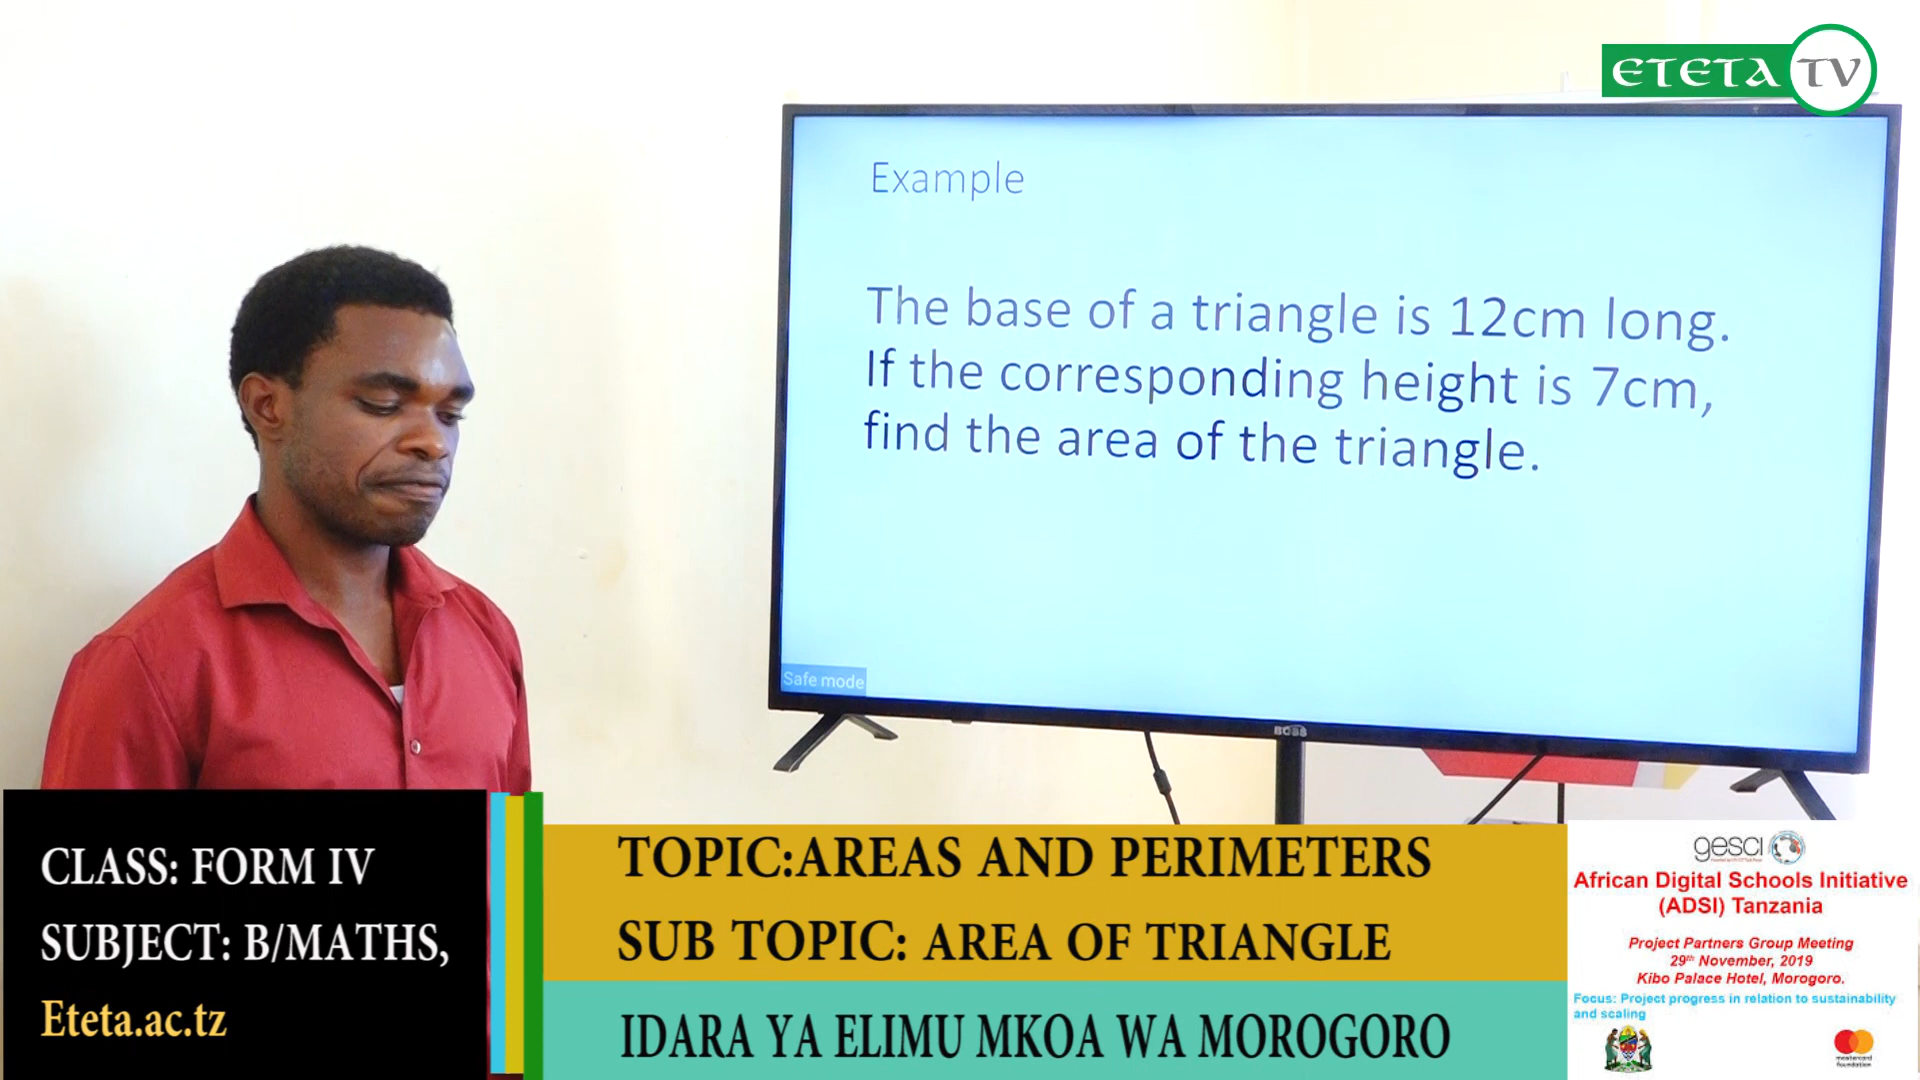 ETETA TV
Example
The base of a triangle is 12cm long.
If the corresponding height is 7cm,
find the area of the triangle.
Safe mode
BOSS
CLASS: FORM IV
SUBJECT: B/MATHS,
Eteta.ac.tz
TOPIC:AREAS AND PERIMETERS
SUB TOPIC: AREA OF TRIANGLE
IDARA YA ELIMU MKOA WA MOROGORO
gesci
African Digital Schools Initiative
(ADSI) Tanzania
Project Partners Group Meeting
29th November, 2019
Kibo Palace Hotel, Morogoro.
Focus: Project progress in relation to sustainability
and scaling
mastercard
foundation